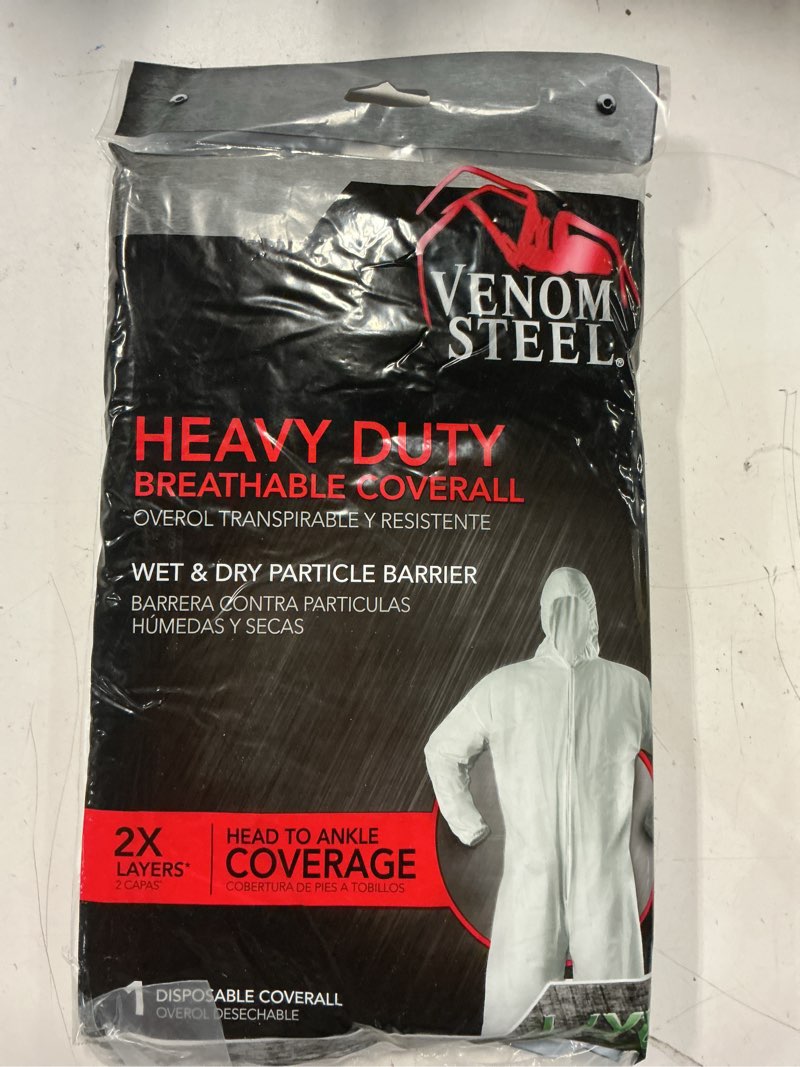 VENOM
STEEL®
HEAVY DUTY
BREATHABLE COVERALL
OVEROL TRANSPIRABLE Y RESISTENTE
WET & DRY PARTICLE BARRIER
BARRERA CONTRA PARTICULAS
HÚMEDAS Y SECAS
2X
LAYERS*
2 CAPAS*
HEAD TO ANKLE
COVERAGE
COBERTURA DE PIES A TOBILLOS
1 DISPOSABLE COVERALL
OVEROL DESECHABLE